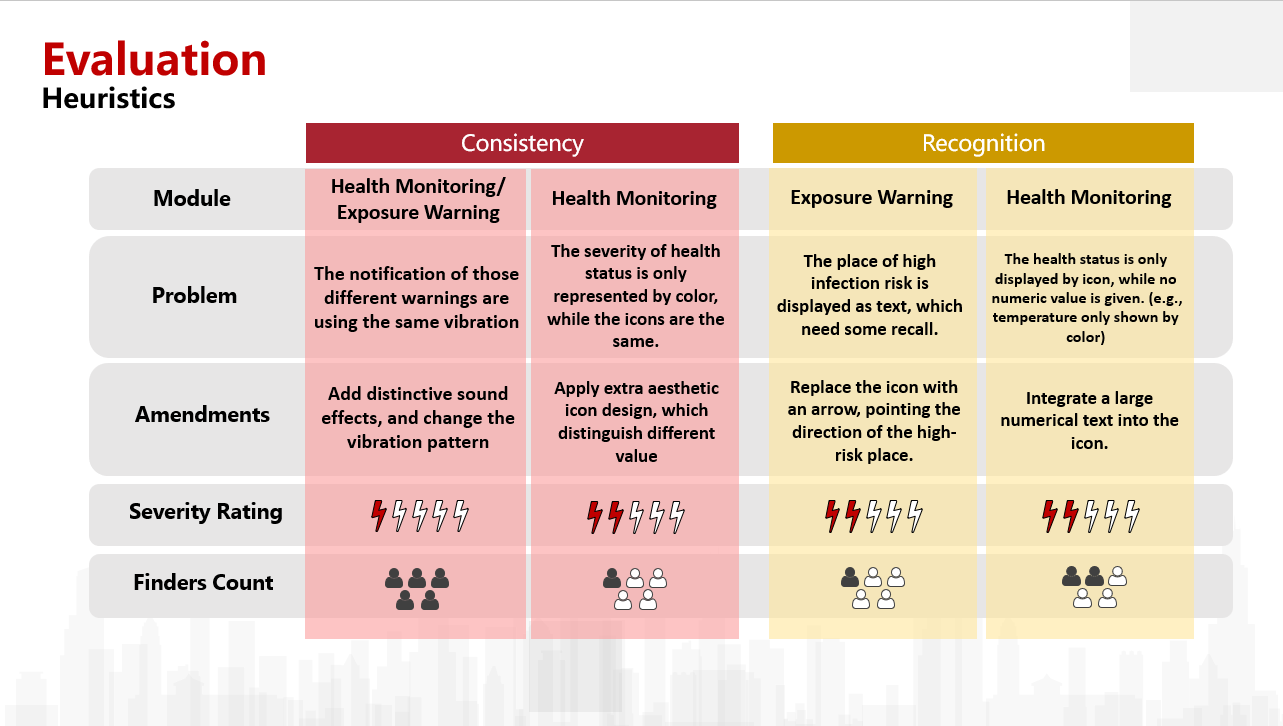 Evaluation
Heuristics
Consistency
Recognition
Module
Health Monitoring/
Exposure Warning
Health Monitoring
Exposure Warning
Health Monitoring
Problem
The notification of those
different warnings are
using the same vibration
The severity of health
status is only
represented by color,
while the icons are the
same.
The place of high
infection risk is
displayed as text, which
need some recall.
The health status is only
displayed by icon, while no
numeric value is given. (e.g.,
temperature only shown by
color)
Amendments
Add distinctive sound
effects, and change the
vibration pattern
Apply extra aesthetic
icon design, which
distinguish different
value
Replace the icon with
an arrow, pointing the
direction of the high-
risk place.
Integrate a large
numerical text into the
icon.
Severity Rating
Finders Count